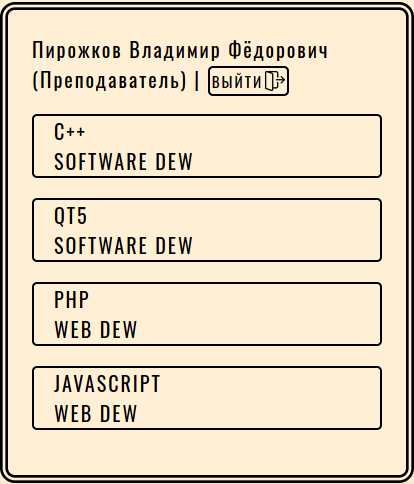 Пирожков Владимир Фёдорович
(Преподаватель) | ВЫЙТИ
C++
SOFTWARE DEW
QT5
SOFTWARE DEW
PHP
WEB DEW
JAVASCRIPT
WEB DEW